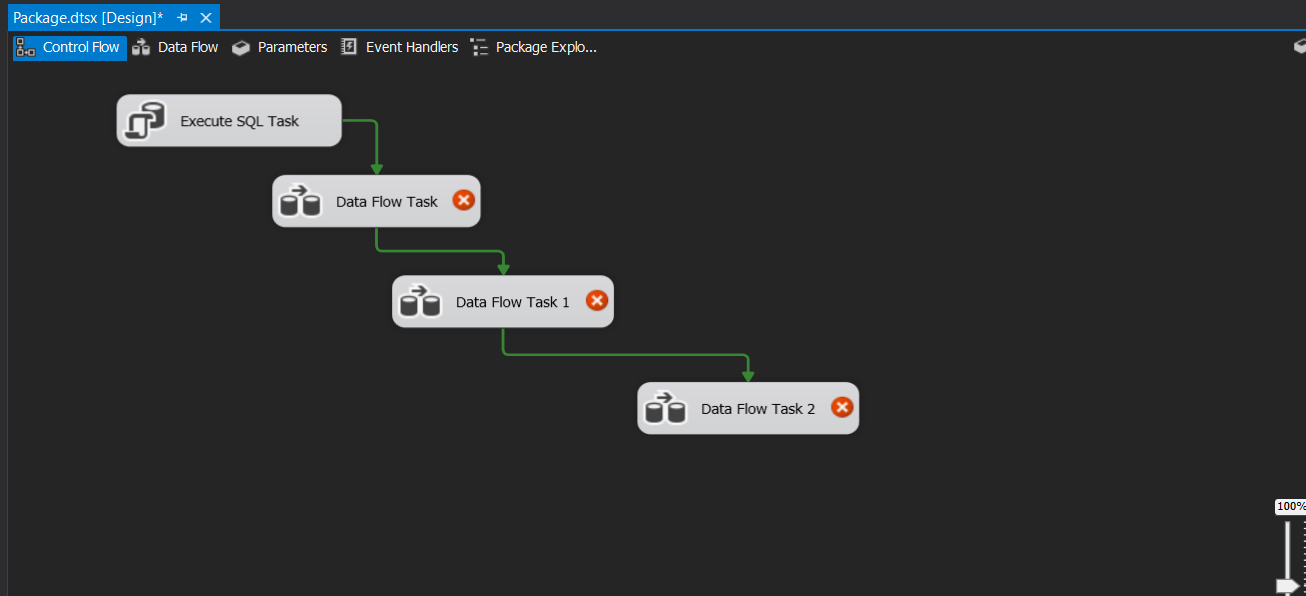 Package.dtsx [Design]*
Control Flow Data Flow Parameters Event Handlers Package Explo...
Execute SQL Task
Data Flow Task
Data Flow Task 1
Data Flow Task 2
100%